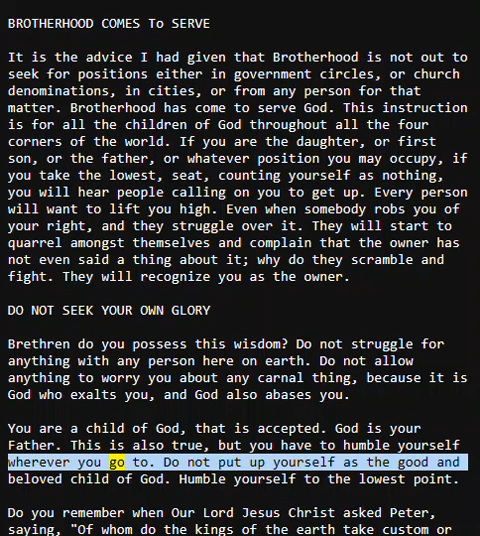 BROTHERHOOD COMES To SERVE
It is the advice I had given that Brotherhood is not out to
seek for positions either in government circles, or church
denominations, in cities, or from any person for that
matter. Brotherhood has come to serve God. This instruction
is for all the children of God throughout all the four
corners of the world. If you are the daughter, or first
son, or the father, or whatever position you may occupy, if
you take the lowest, seat, counting yourself as nothing,
you will hear people calling on you to get up. Every person
will want to lift you high. Even when somebody robs you of
your right, and they struggle over it. They will start to
quarrel amongst themselves and complain that the owner has
not even said a thing about it; why do they scramble and
fight. They will recognize you as the owner.
DO NOT SEEK YOUR OWN GLORY
Brethren do you possess this wisdom? Do not struggle for
anything with any person here on earth. Do not allow
anything to worry you about any carnal thing, because it is
God who exalts you, and God also abases you.
You are a child of God, that is accepted. God is your
Father. This is also true, but you have to humble yourself
wherever you go to. Do not put up yourself as the good and
beloved child of God. Humble yourself to the lowest point.
Do you remember when Our Lord Jesus Christ asked Peter,
saying, "Of whom do the kings of the earth take custom or